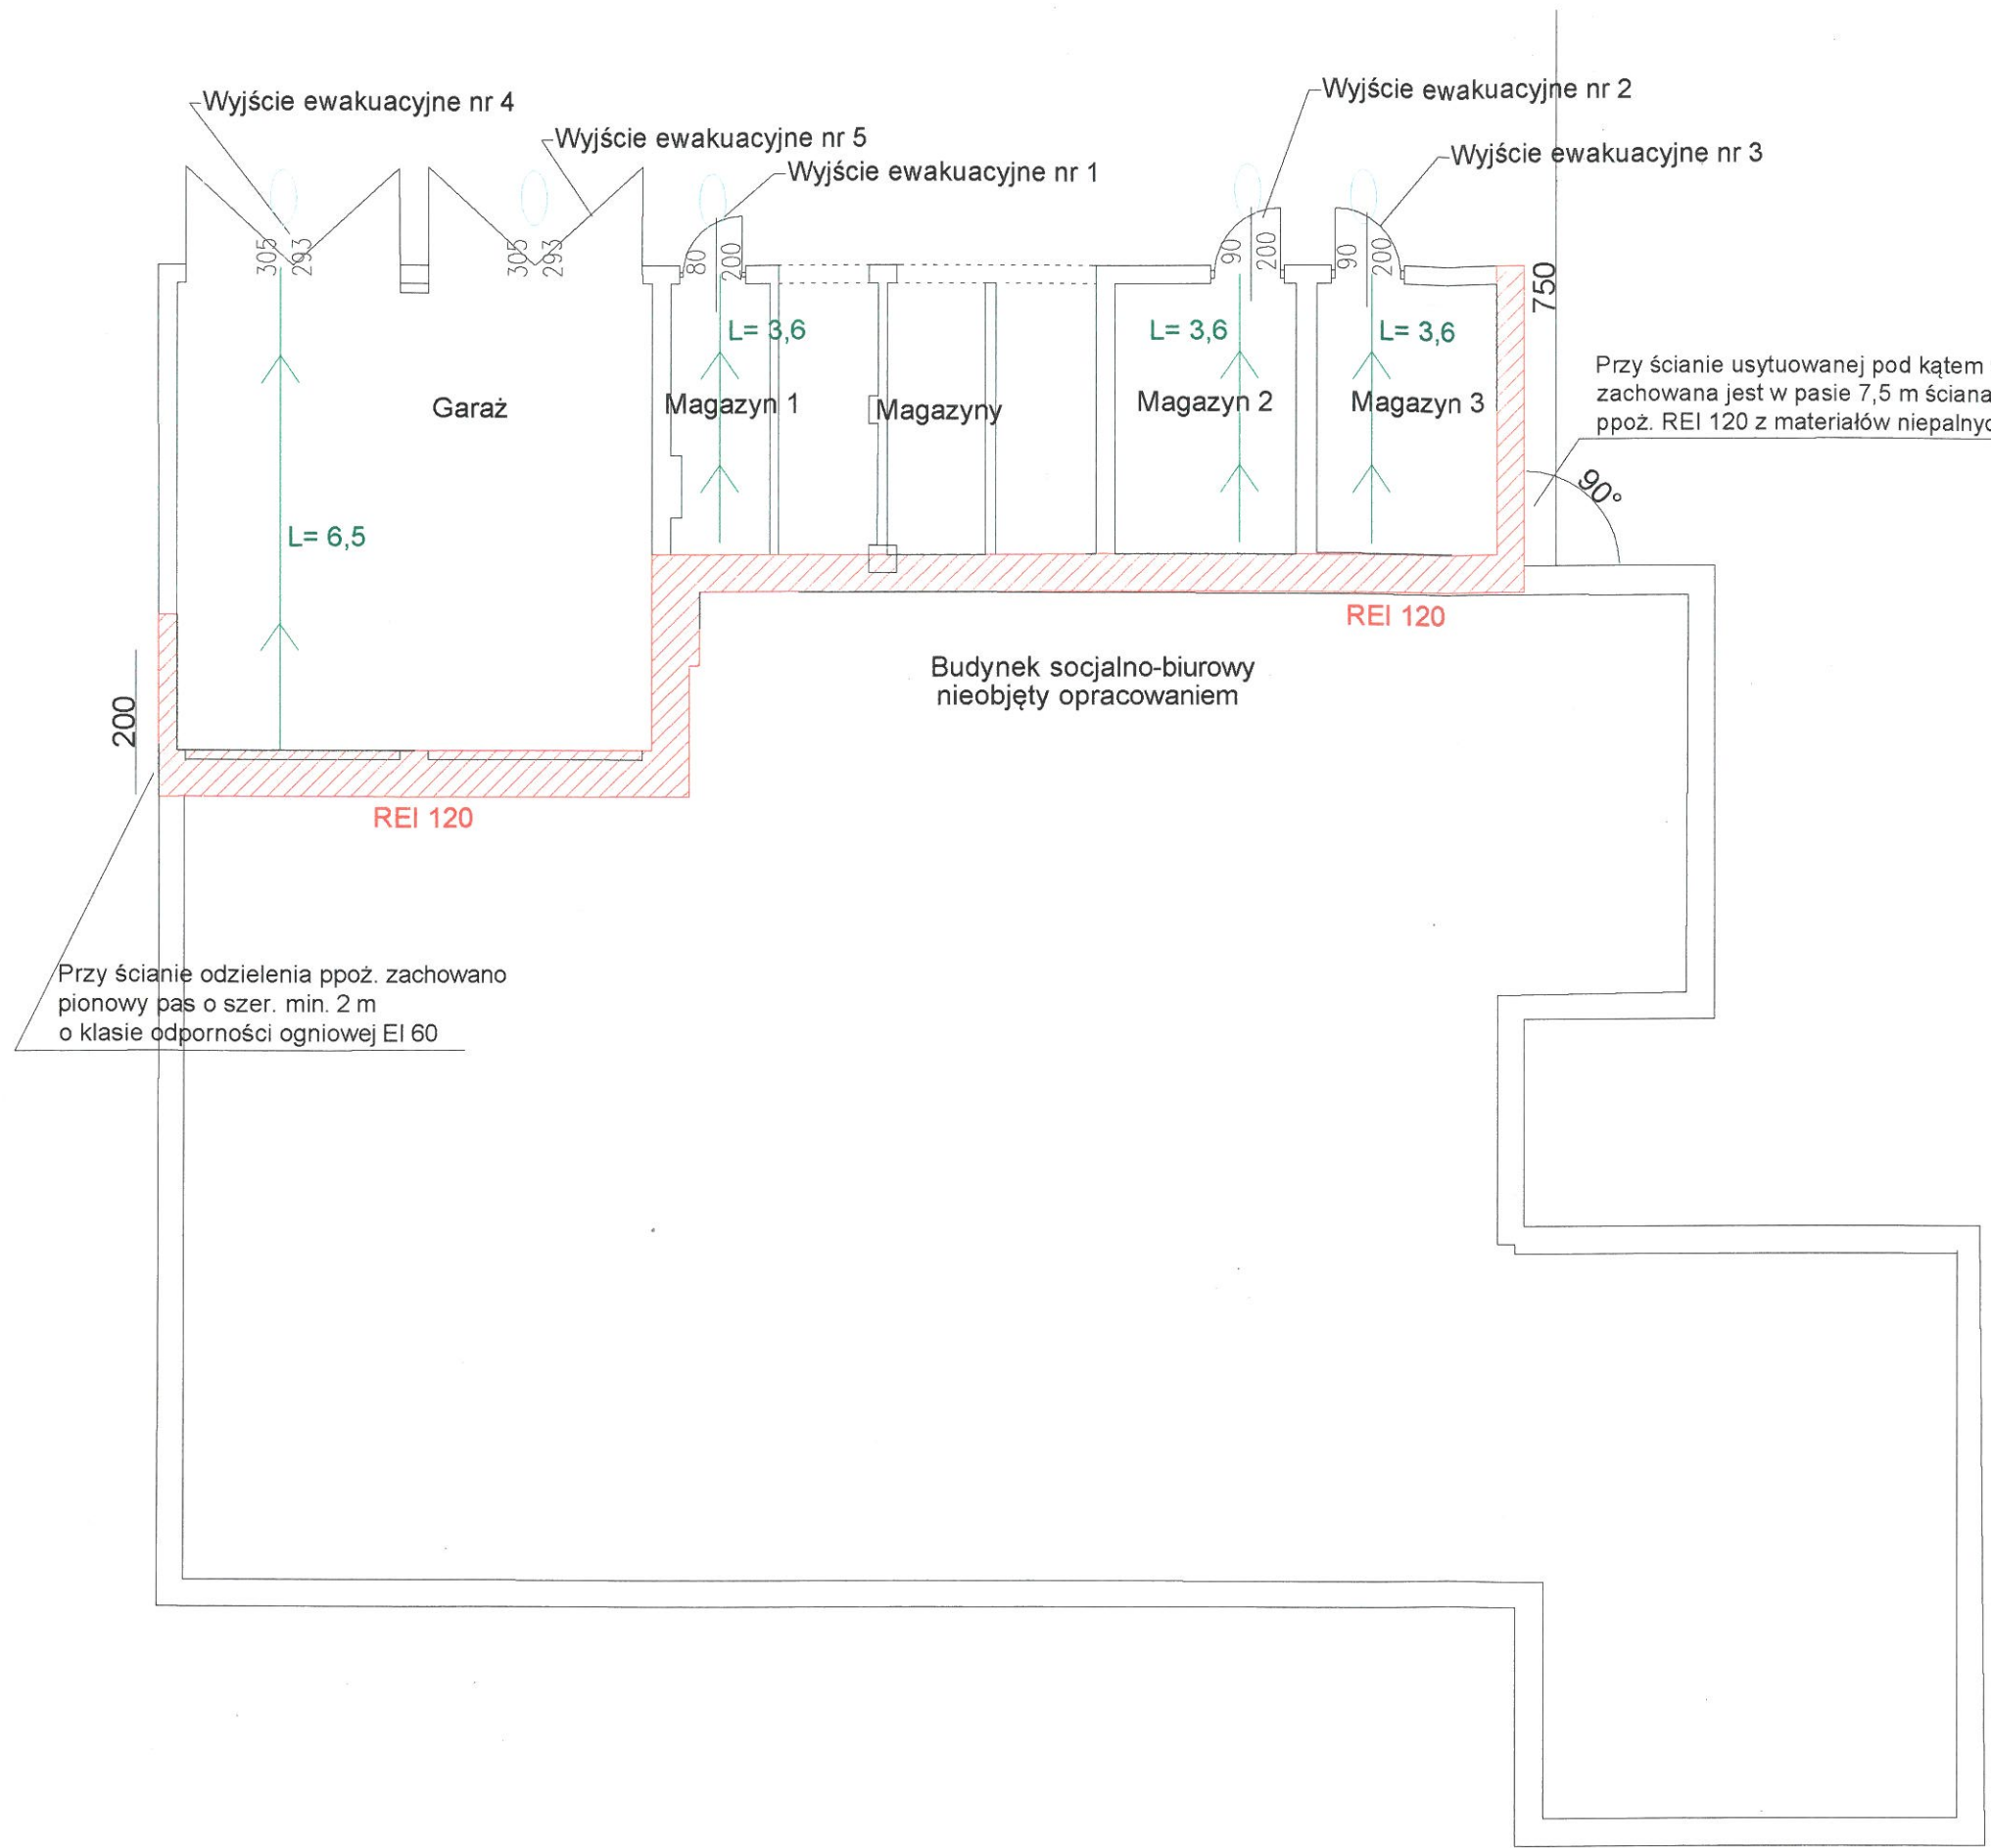 Wyjście ewakuacyjne nr 4
Wyjście ewakuacyjne nr 5
Wyjście ewakuacyjne nr 1
Wyjście ewakuacyjne nr 2
Wyjście ewakuacyjne nr 3
305
293
305
293
80
200
90
200
90
200
750
L= 3,6
L= 3,6
L= 3,6
Przy ścianie usytuowanej pod kątem
zachowana jest w pasie 7,5 m ściana
ppoż. REI 120 z materiałów
Garaż
Magazyn 1
Magazyny
Magazyn 2
Magazyn 3
90°
L= 6,5
REI 120
Budynek socjalno-biurowy
nieobjęty opracowaniem
200
REI 120
Przy ścianie odzielenia ppoż. zachowano
pionowy pas o szer. min. 2 m
o klasie odporności ogniowej EI 60